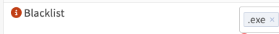 Blacklist
.exe ×